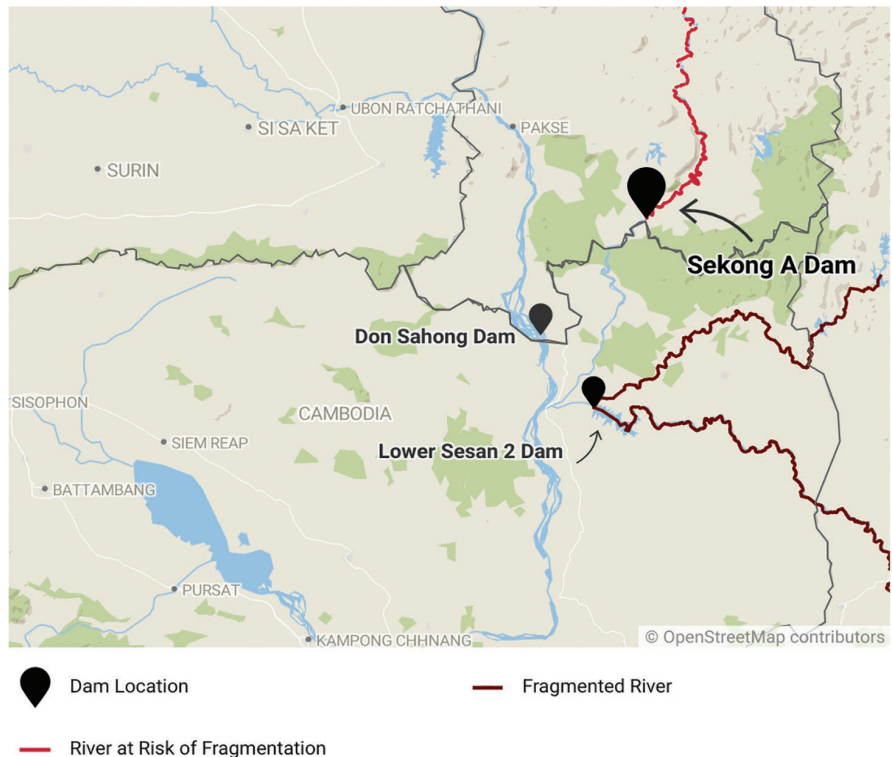 UBON RATCHATHANI
SI SA KET
PAKSE
SURIN
Sekong A Dam
Don Sahong Dam
SISOPHON
CAMBODIA
SIEM REAP
Lower Sesan 2 Dam
BATTAMBANG
PURSAT
KAMPONG CHHNANG
© OpenStreetMap contributors
Dam Location
Fragmented River
River at Risk of Fragmentation